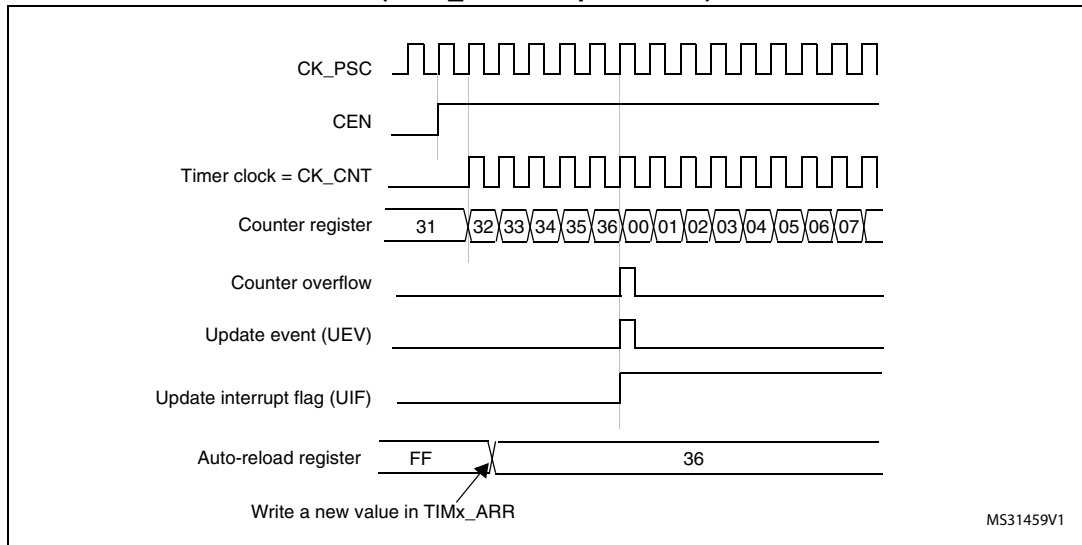 CK_PSC
CEN
Timer clock = CK_CNT
Counter register 31 32 33 34 35 36 00 01 02 03 04 05 06 07
Counter overflow
Update event (UEV)
Update interrupt flag (UIF)
Auto-reload register FF 36
Write a new value in TIMx_ARR
MS31459V1